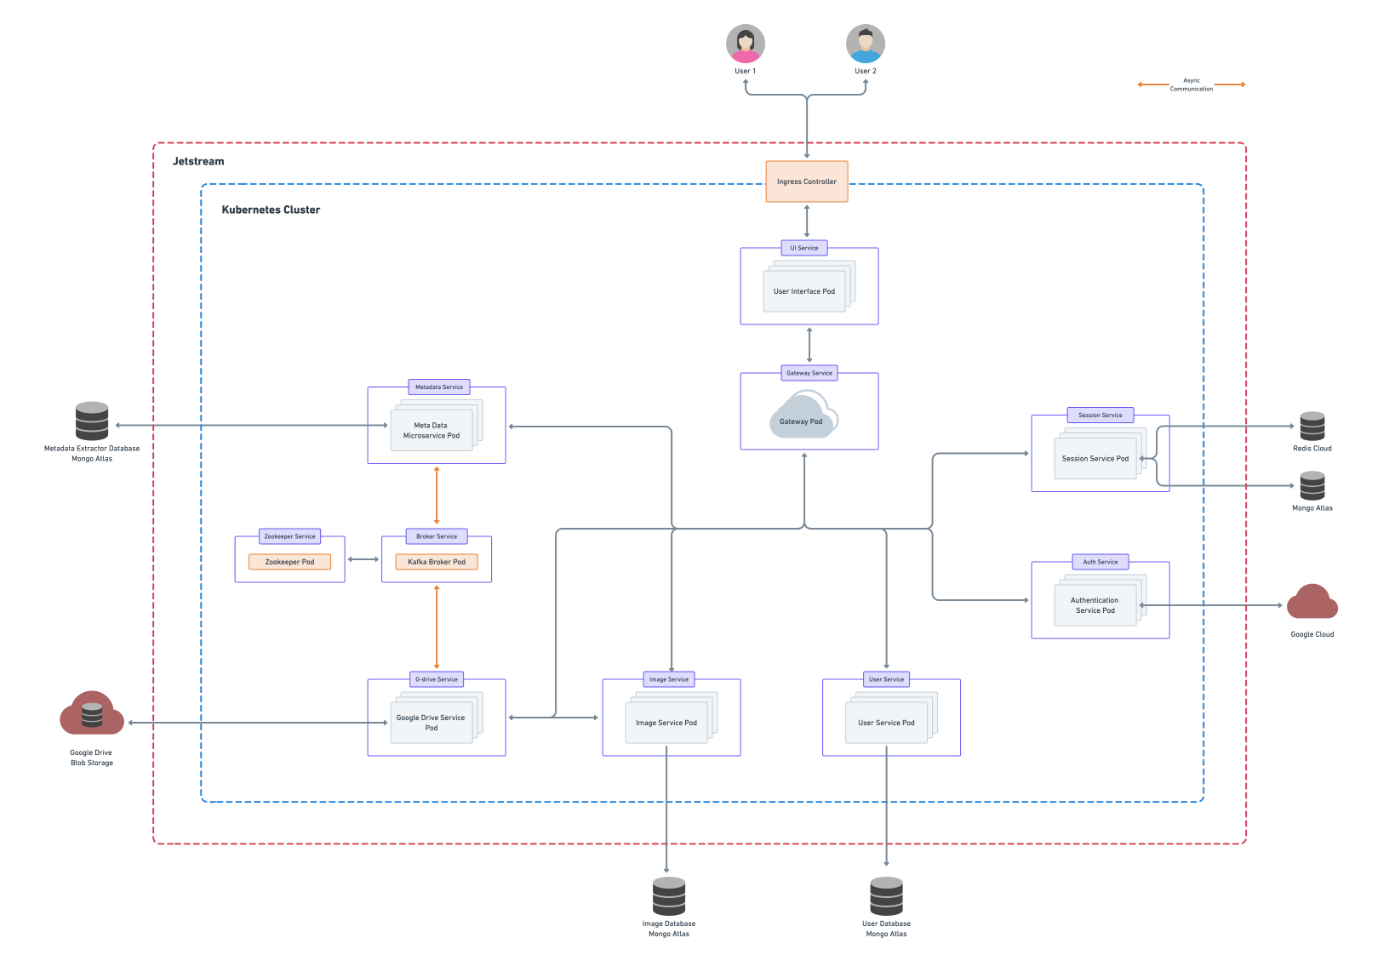 User 1
User 2
Async
Communication
Jetstream
Ingress Controller
Kubernetes Cluster
UI Service
User Interface Pod
Gateway Service
Gateway Pod
Metadata Service
Meta Data
Microservice Pod
Metadata Extractor Database
Mongo Atlas
Session Service
Session Service Pod
Redis Cloud
Mongo Atlas
Zookeeper Service
Zookeeper Pod
Broker Service
Kafka Broker Pod
Auth Service
Authentication
Service Pod
Google Cloud
G-drive Service
Google Drive Service
Pod
Image Service
Image Service Pod
User Service
User Service Pod
Google Drive
Blob Storage
Image Database
Mongo Atlas
User Database
Mongo Atlas